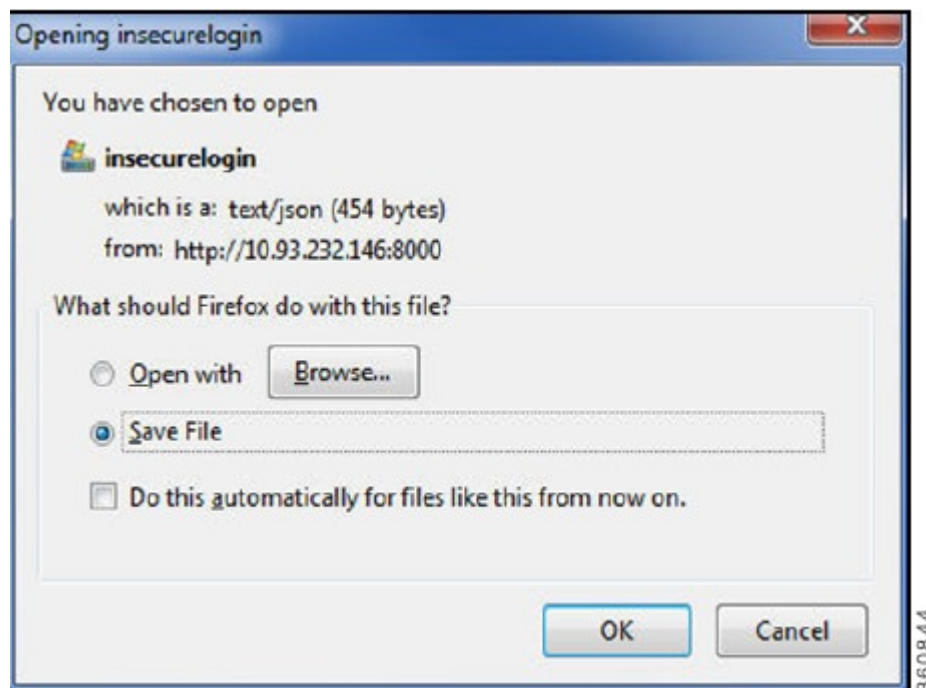 Opening insecurelogin
You have chosen to open
insecurelogin
which is a: text/json (454 bytes)
from: http://10.93.232.146:8000
What should Firefox do with this file?
Open with Browse...
Save File
Do this automatically for files like this from now on.
OK Cancel
360844